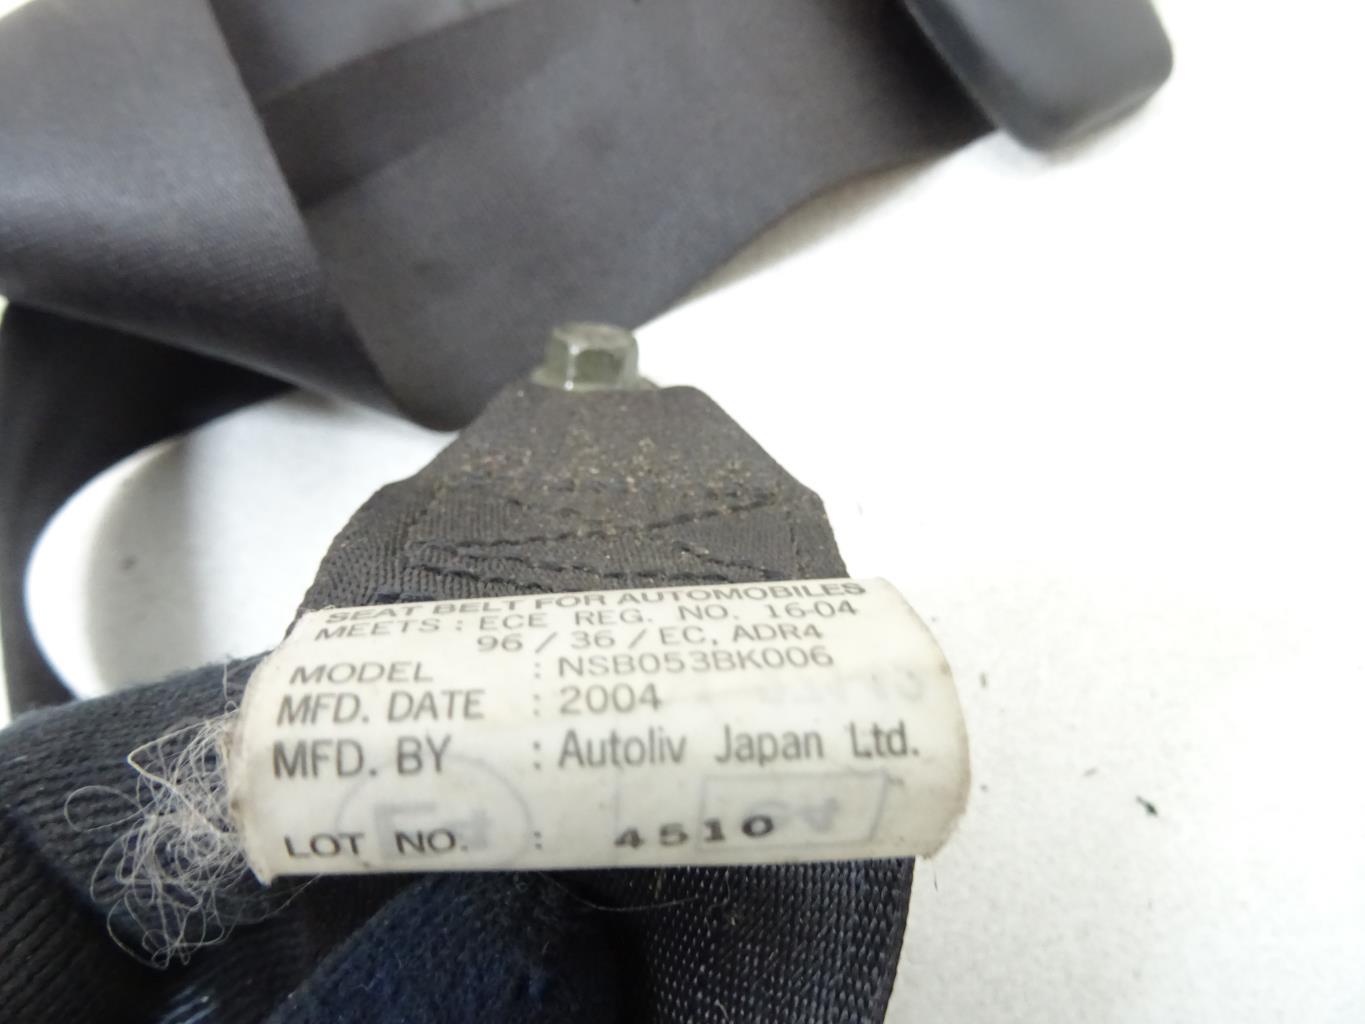 SEAT BELT FOR AUTOMOBILES
MEETS : ECE REG. NO. 16-04
96 / 36 / EC, ADR4
MODEL : NSB053BK006
MFD. DATE : 2004
MFD. BY : Autoliv Japan Ltd.
LOT NO. : 4510